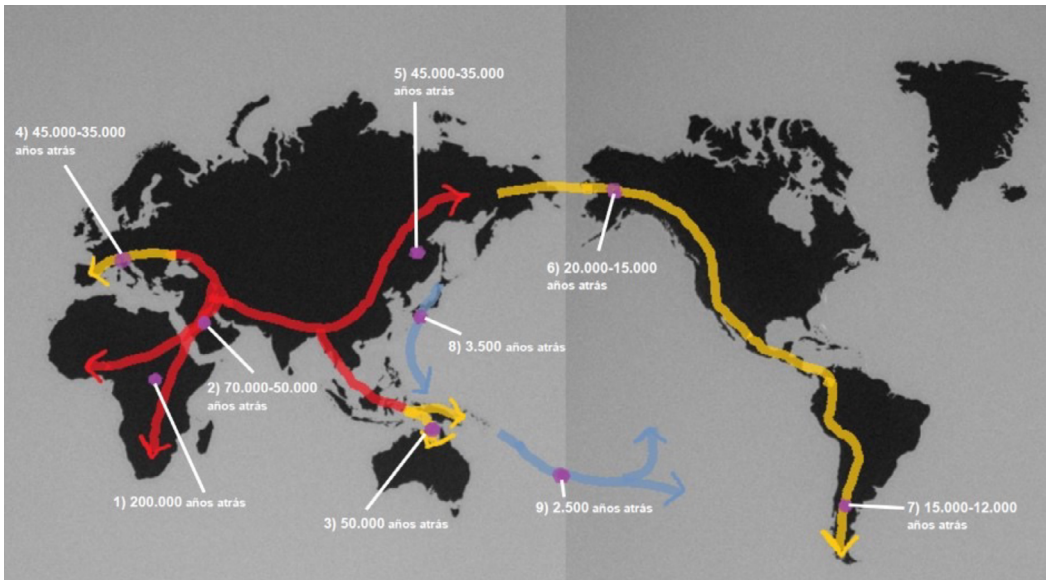 5) 45.000-35.000
años atrás
4) 45.000-35.000
años atrás
6) 20.000-15.000
años atrás
8) 3.500 años atrás
2) 70.000-50.000
años atrás
1) 200.000 años atrás
3) 50.000 años atrás
9) 2.500 años atrás
7) 15.000-12.000
años atrás